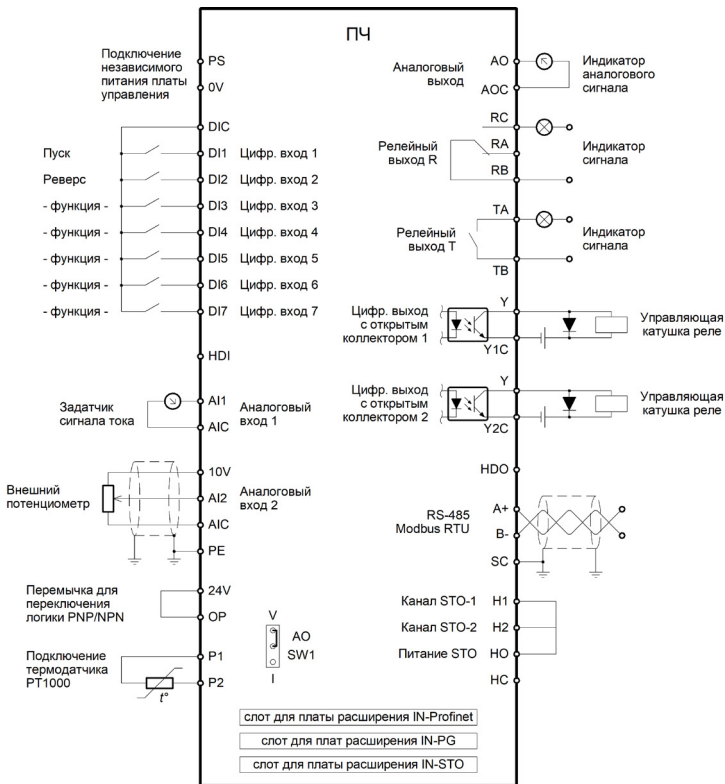 ПЧ
Подключение
независимого
питания платы
управления
PS
0V
DIC
Пуск
DI1 Цифр. вход 1
Реверс
DI2 Цифр. вход 2
- функция -
DI3 Цифр. вход 3
- функция -
DI4 Цифр. вход 4
- функция -
DI5 Цифр. вход 5
- функция -
DI6 Цифр. вход 6
- функция -
DI7 Цифр. вход 7
HDI
Задатчик
сигнала тока
AI1
AIC
Аналоговый
вход 1
Внешний
потенциометр
10V
AI2
AIC
PE
Аналоговый
вход 2
Перемычка для
переключения
логики PNP/NPN
24V
OP
Подключение
термодатчика
PT1000
t°
P1
P2
V
AO
SW1
I
Аналоговый
выход
AO
AOC
Индикатор
аналогового
сигнала
Релейный
выход R
RC
RA
RB
Индикатор
сигнала
Релейный
выход T
TA
TB
Индикатор
сигнала
Цифр. выход
с открытым
коллектором 1
Y
Y1C
Управляющая
катушка реле
Цифр. выход
с открытым
коллектором 2
Y
Y2C
Управляющая
катушка реле
HDO
RS-485
Modbus RTU
A+
B-
SC
Канал STO-1 H1
Канал STO-2 H2
Питание STO HO
HC
слот для платы расширения IN-Profinet
слот для плат расширения IN-PG
слот для платы расширения IN-STO